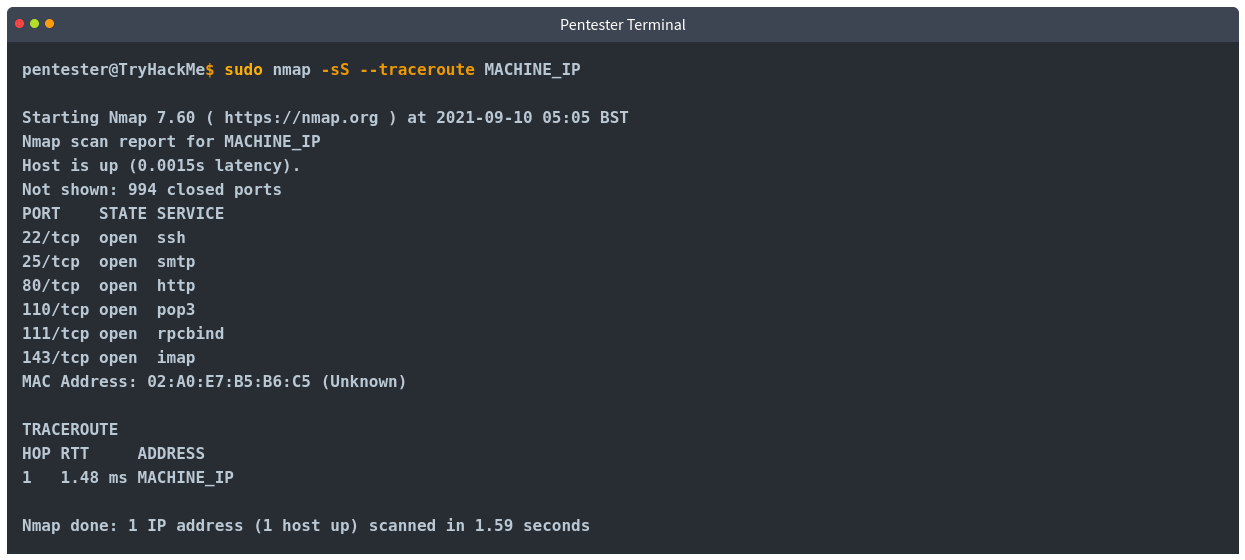 Pentester Terminal
pentester@TryHackMe$ sudo nmap -sS --traceroute MACHINE_IP
Starting Nmap 7.60 ( https://nmap.org ) at 2021-09-10 05:05 BST
Nmap scan report for MACHINE_IP
Host is up (0.0015s latency).
Not shown: 994 closed ports
PORT    STATE SERVICE
22/tcp  open  ssh
25/tcp  open  smtp
80/tcp  open  http
110/tcp open  pop3
111/tcp open  rpcbind
143/tcp open  imap
MAC Address: 02:A0:E7:B5:B6:C5 (Unknown)
TRACEROUTE
HOP RTT     ADDRESS
1   1.48 ms MACHINE_IP
Nmap done: 1 IP address (1 host up) scanned in 1.59 seconds